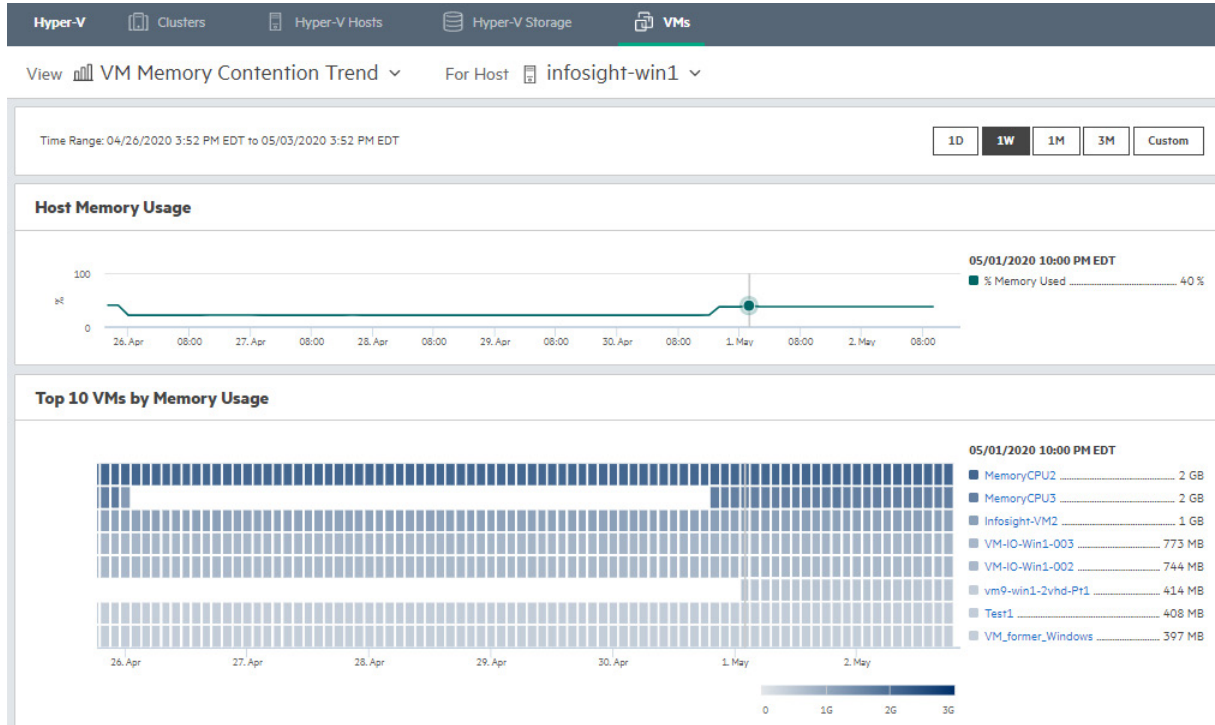 Hyper-V Clusters Hyper-V Hosts Hyper-V Storage VMs
View VM Memory Contention Trend For Host infosight-win1
Time Range: 04/26/2020 3:52 PM EDT to 05/03/2020 3:52 PM EDT 1D 1W 1M 3M Custom
Host Memory Usage
05/01/2020 10:00 PM EDT
% Memory Used 40 %
100
%
0
26. Apr 08:00 27. Apr 08:00 28. Apr 08:00 29. Apr 08:00 30. Apr 08:00 1. May 08:00 2. May 08:00
Top 10 VMs by Memory Usage
05/01/2020 10:00 PM EDT
MemoryCPU2 2 GB
MemoryCPU3 2 GB
Infosight-VM2 1 GB
VM-IO-Win1-003 773 MB
VM-IO-Win1-002 744 MB
vm9-win1-2vhd-Pt1 414 MB
Test1 408 MB
VM_former_Windows 397 MB
26. Apr 27. Apr 28. Apr 29. Apr 30. Apr 1. May 2. May
0 1G 2G 3G